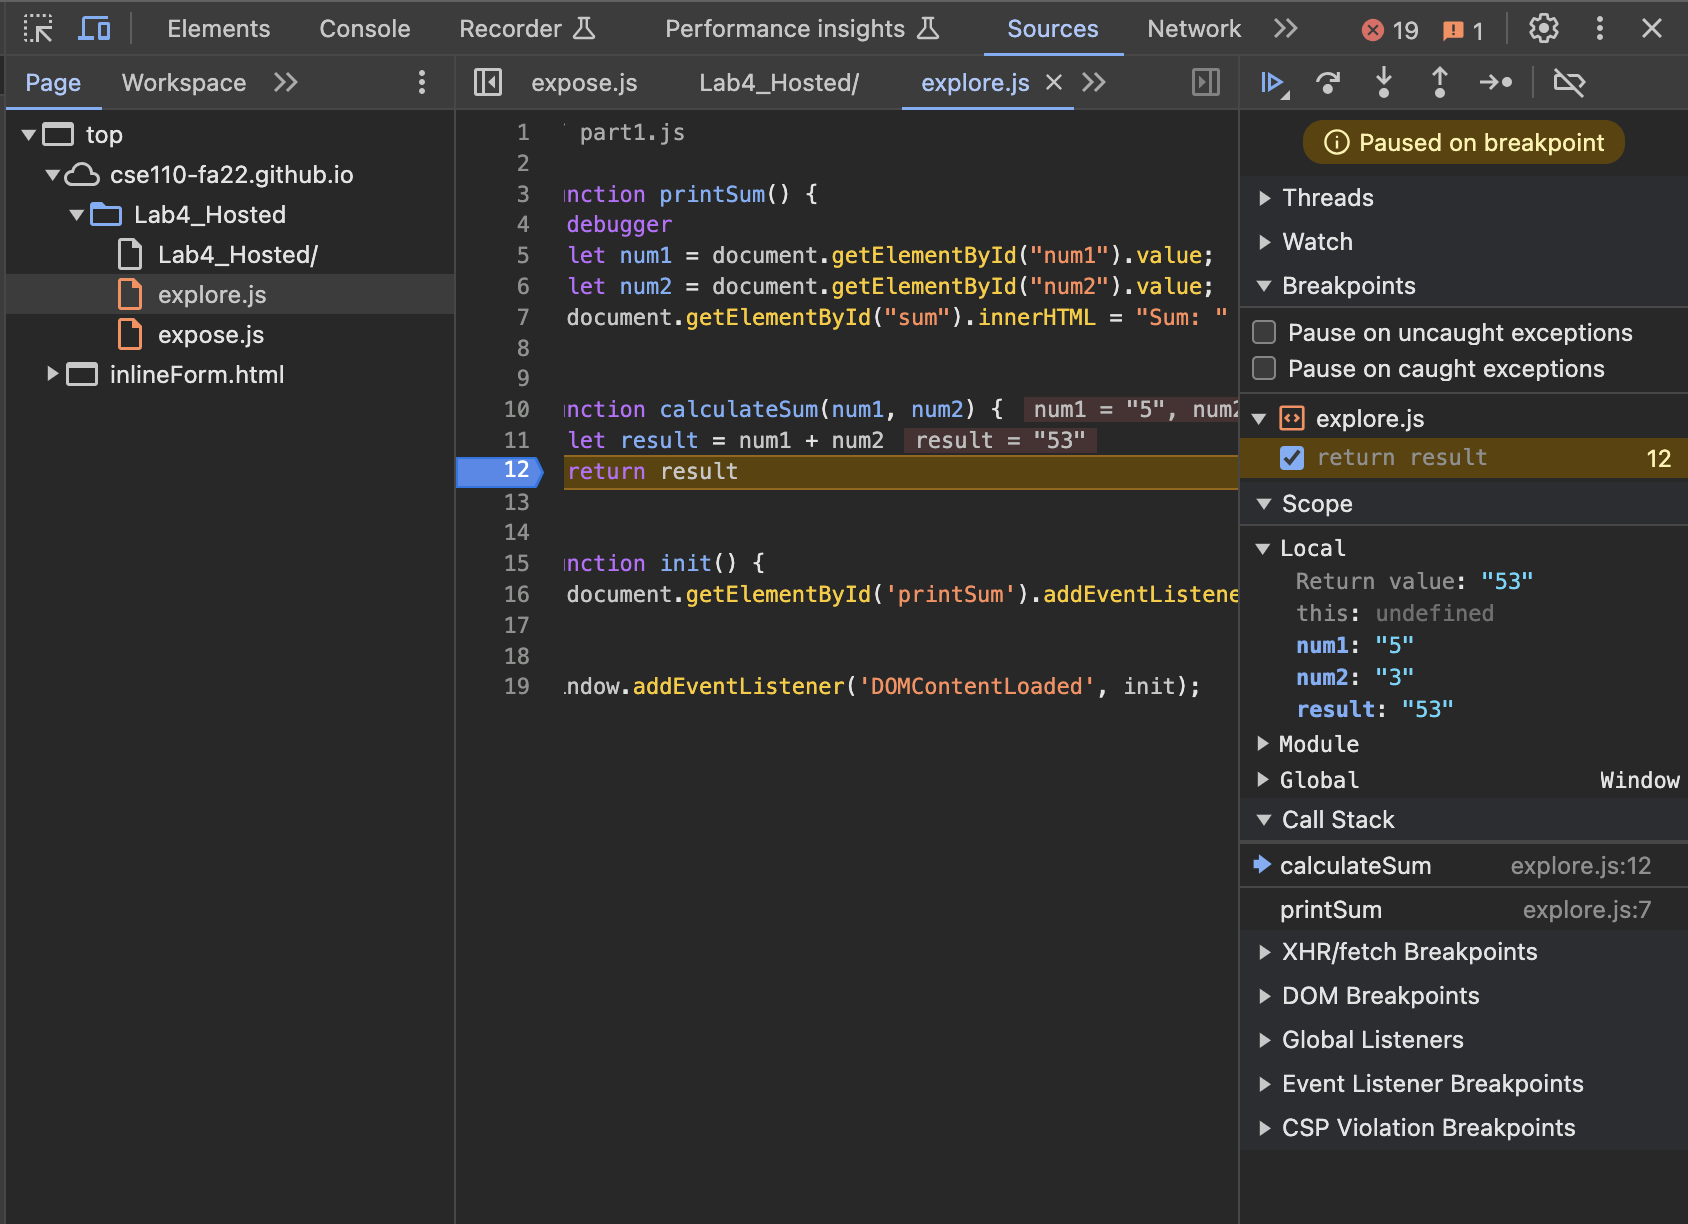 Elements Console Recorder Performance insights Sources Network 19 1
Page Workspace
expose.js Lab4_Hosted/ explore.js
top
cse110-fa22.github.io
Lab4_Hosted
Lab4_Hosted/
explore.js
expose.js
inlineForm.html
1 part1.js
2
3 nction printSum() {
4 debugger
5 let num1 = document.getElementById("num1").value;
6 let num2 = document.getElementById("num2").value;
7 document.getElementById("sum").innerHTML = "Sum: "
8
9
10 nction calculateSum(num1, num2) { num1 = "5", num2
11 let result = num1 + num2 result = "53"
12 return result
13
14
15 nction init() {
16 document.getElementById('printSum').addEventListene
17
18
19 ndow.addEventListener('DOMContentLoaded', init);
Paused on breakpoint
Threads
Watch
Breakpoints
Pause on uncaught exceptions
Pause on caught exceptions
explore.js
return result 12
Scope
Local
Return value: "53"
this: undefined
num1: "5"
num2: "3"
result: "53"
Module
Global Window
Call Stack
calculateSum explore.js:12
printSum explore.js:7
XHR/fetch Breakpoints
DOM Breakpoints
Global Listeners
Event Listener Breakpoints
CSP Violation Breakpoints